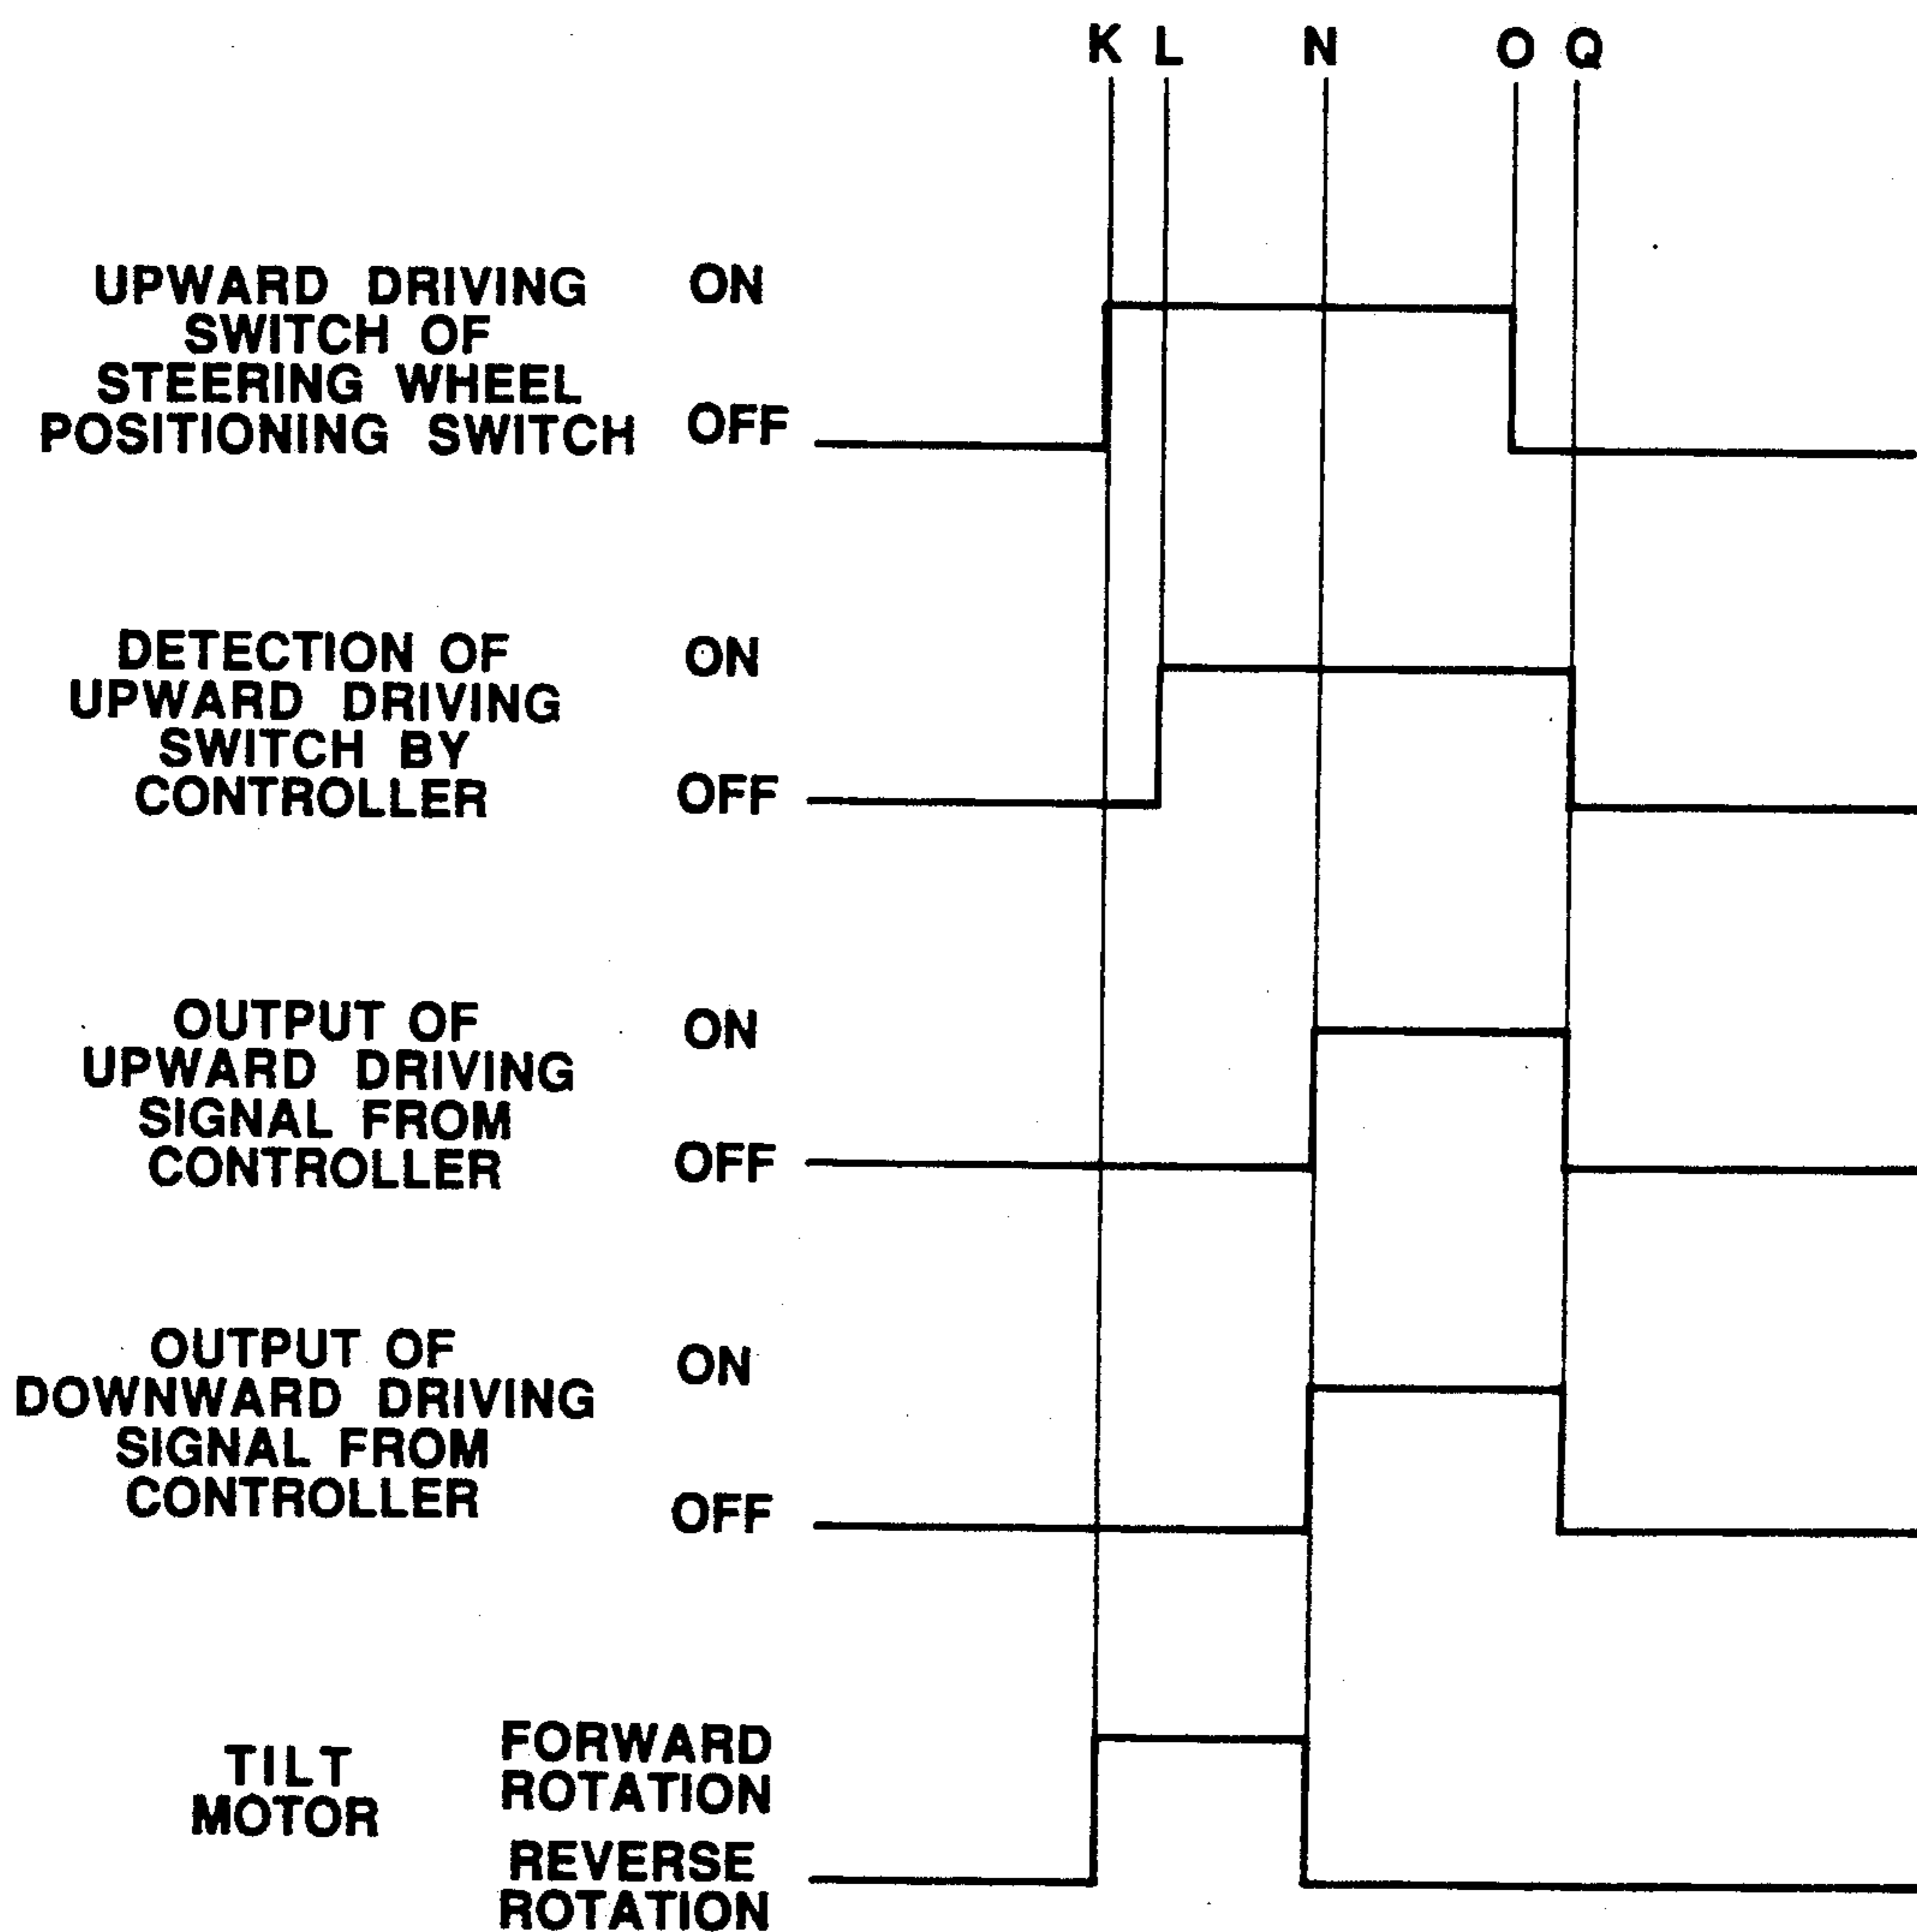 K L N O Q
UPWARD DRIVING
SWITCH OF
STEERING WHEEL
POSITIONING SWITCH
ON
OFF
DETECTION OF
UPWARD DRIVING
SWITCH BY
CONTROLLER
ON
OFF
OUTPUT OF
UPWARD DRIVING
SIGNAL FROM
CONTROLLER
ON
OFF
OUTPUT OF
DOWNWARD DRIVING
SIGNAL FROM
CONTROLLER
ON
OFF
TILT
MOTOR
FORWARD
ROTATION
REVERSE
ROTATION